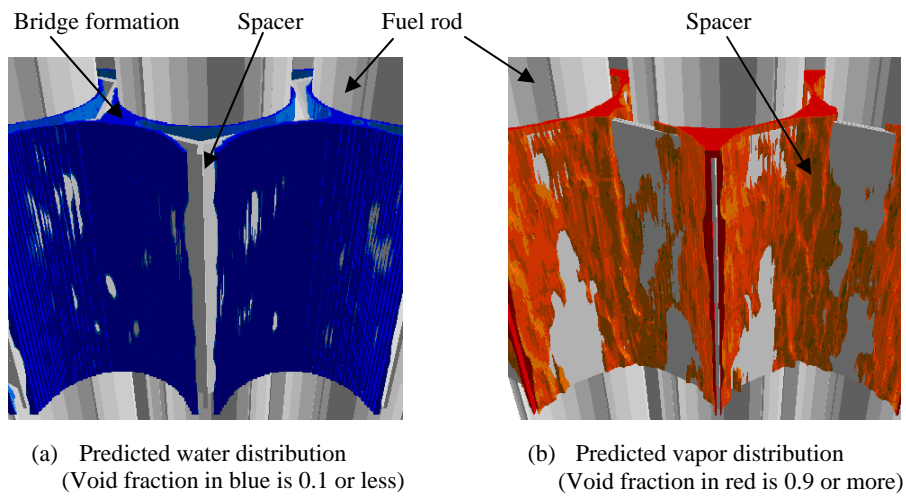 Bridge formation Spacer Fuel rod Spacer
(a) Predicted water distribution
(Void fraction in blue is 0.1 or less)
(b) Predicted vapor distribution
(Void fraction in red is 0.9 or more)